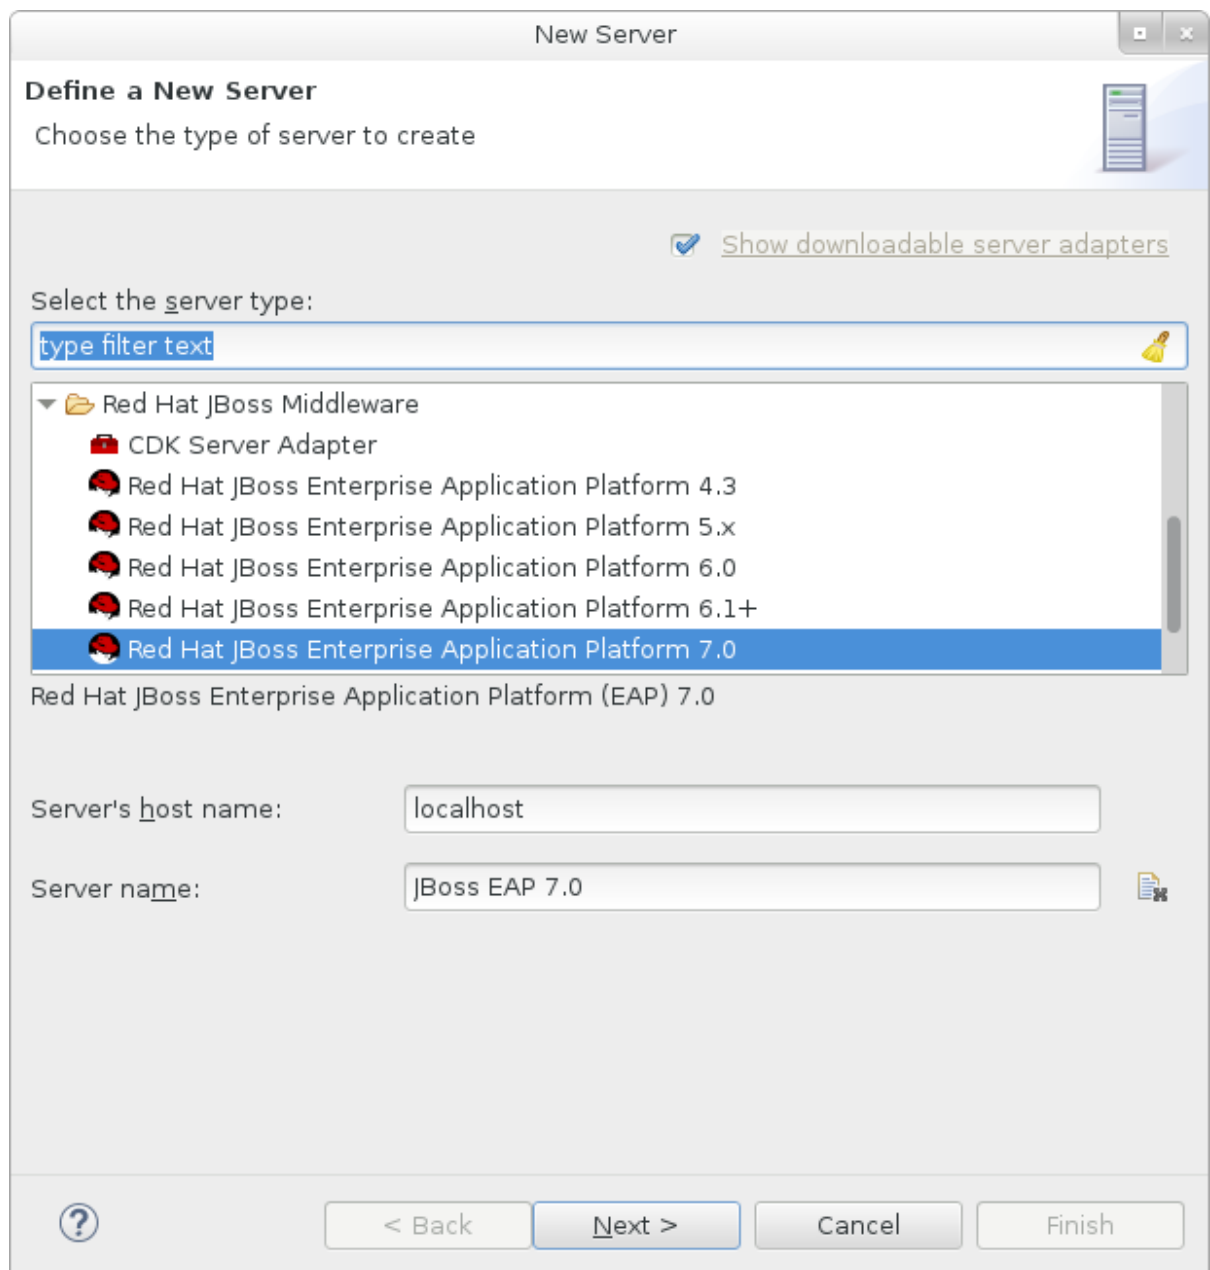 New Server
Define a New Server
Choose the type of server to create
Show downloadable server adapters
Select the server type:
type filter text
Red Hat JBoss Middleware
CDK Server Adapter
Red Hat JBoss Enterprise Application Platform 4.3
Red Hat JBoss Enterprise Application Platform 5.x
Red Hat JBoss Enterprise Application Platform 6.0
Red Hat JBoss Enterprise Application Platform 6.1+
Red Hat JBoss Enterprise Application Platform 7.0
Red Hat JBoss Enterprise Application Platform (EAP) 7.0
Server's host name: localhost
Server name: JBoss EAP 7.0
? < Back Next > Cancel Finish